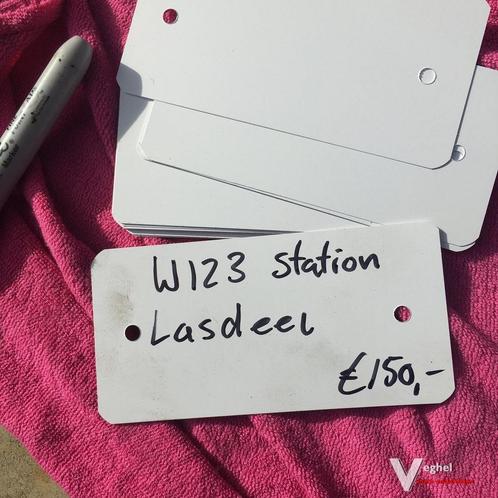 W123 Station
Lasdeel
€150,-
Veghel